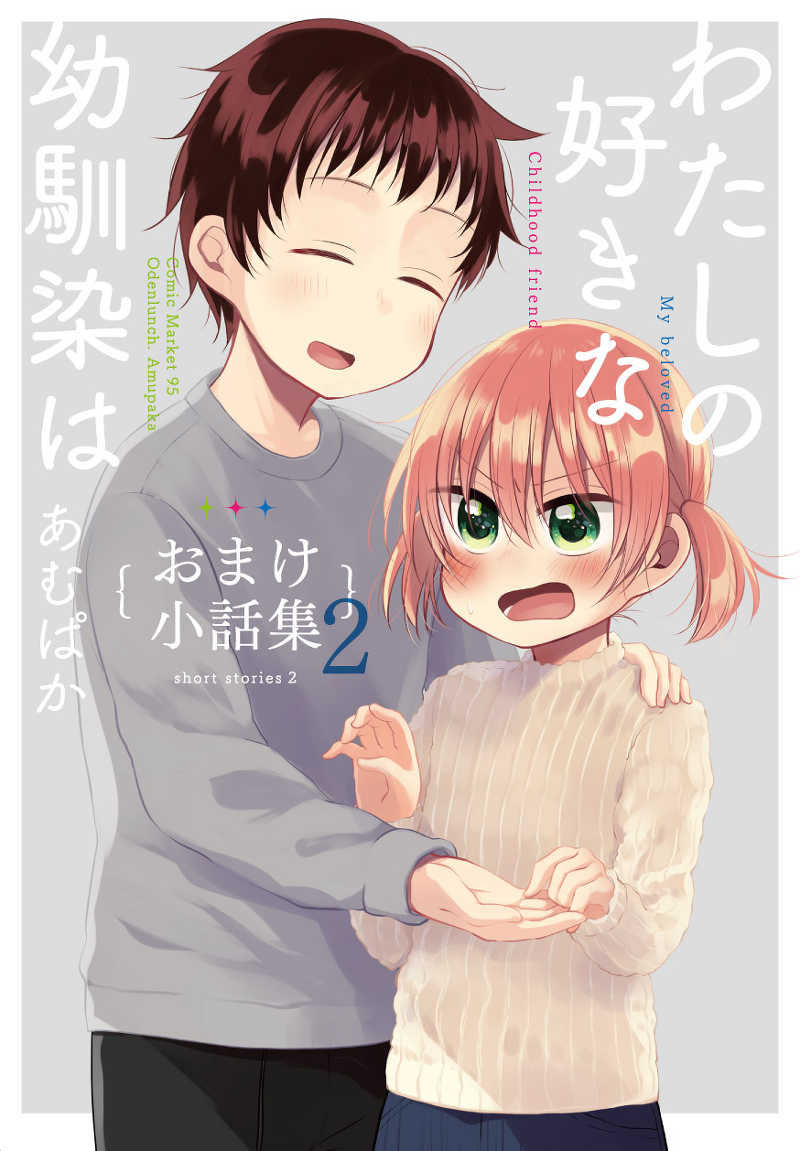 わたしの
好きな
幼馴染は
My beloved
Childhood friend
Comic Market 95
Odenlunch. Amupaka
あむぱか
{おまけ
小話集}2
short stories 2